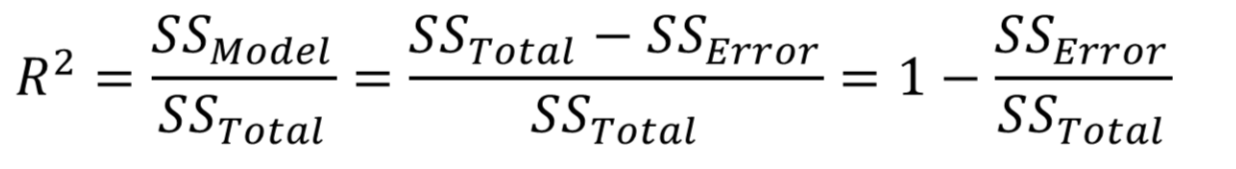 R² = SS_Model / SS_Total = (SS_Total − SS_Error) / SS_Total = 1 − SS_Error / SS_Total